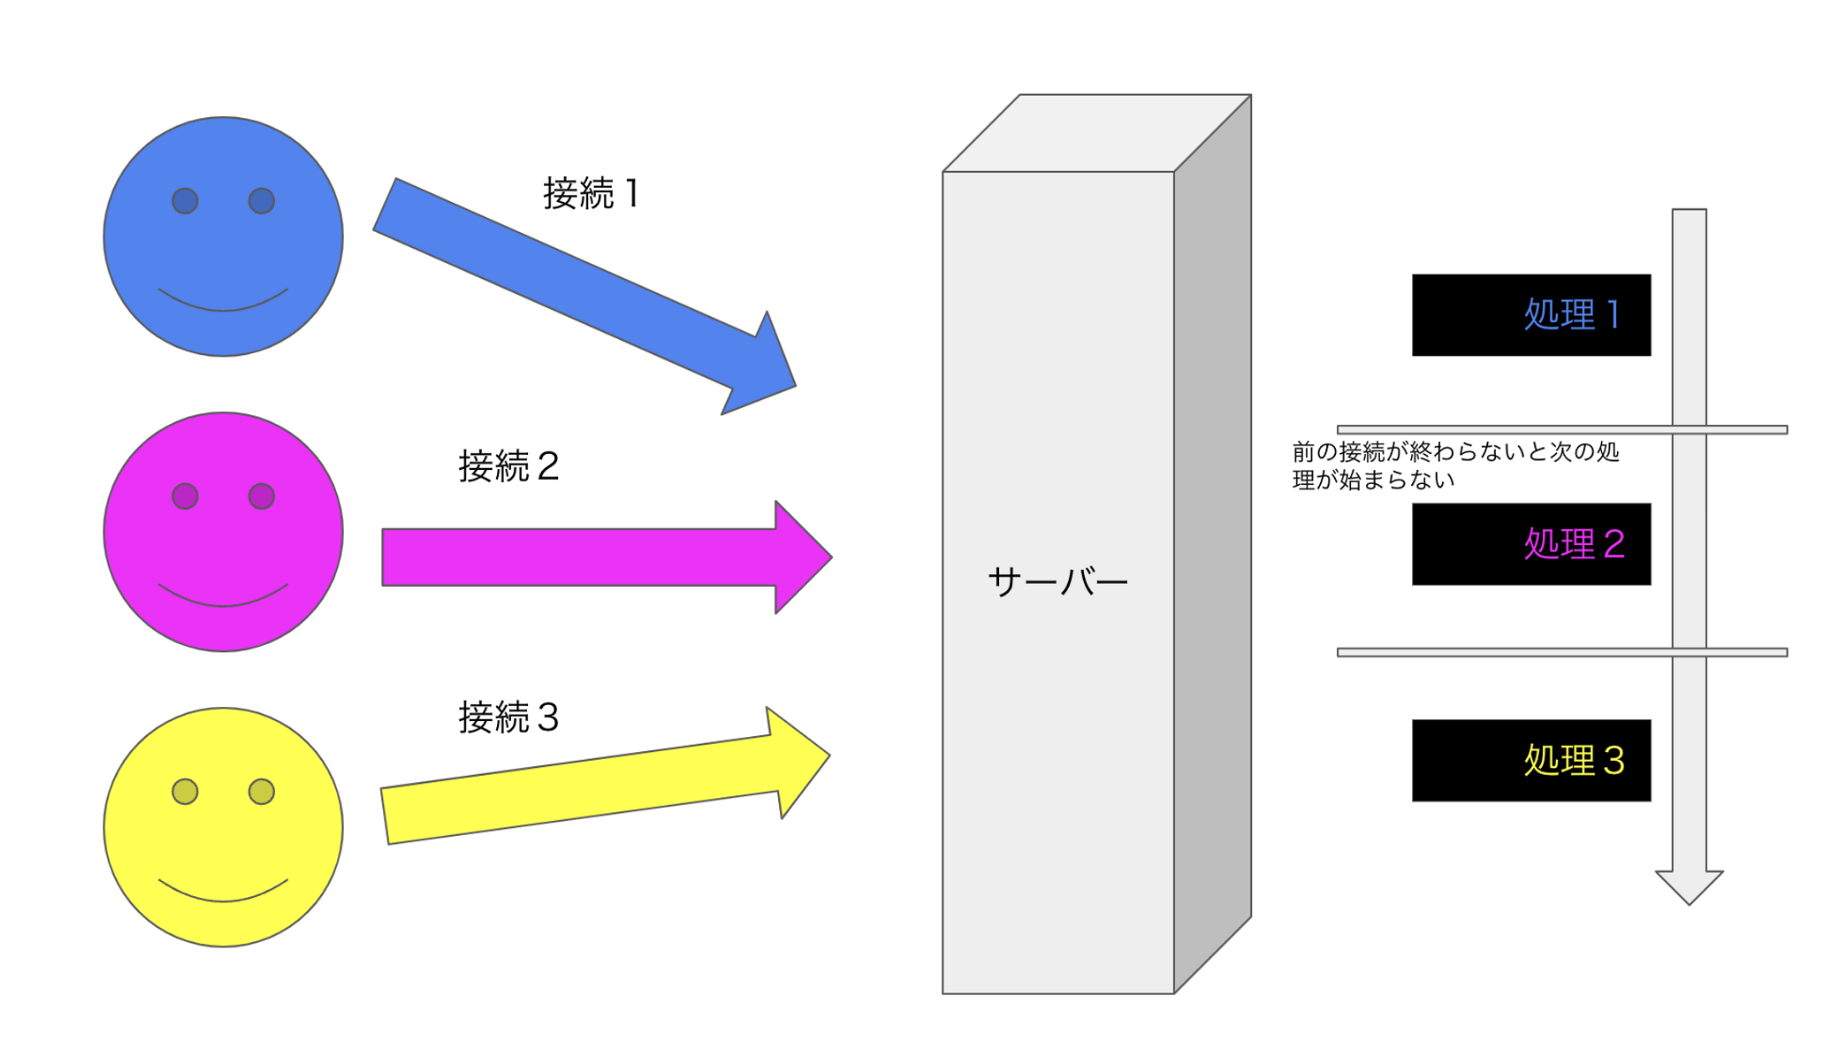 接続１
接続２
接続３
サーバー
処理１
前の接続が終わらないと次の処
理が始まらない
処理２
処理３